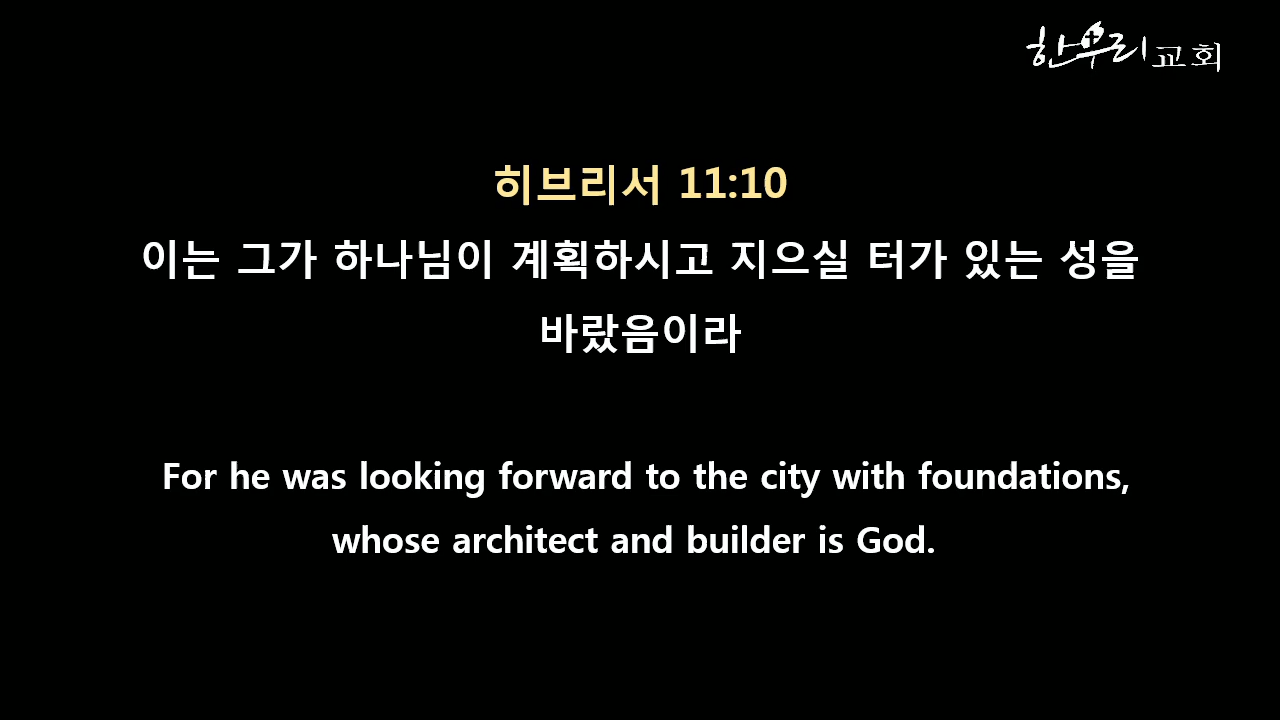 한우리교회
히브리서 11:10
이는 그가 하나님이 계획하시고 지으실 터가 있는 성을
바랐음이라
For he was looking forward to the city with foundations,
whose architect and builder is God.